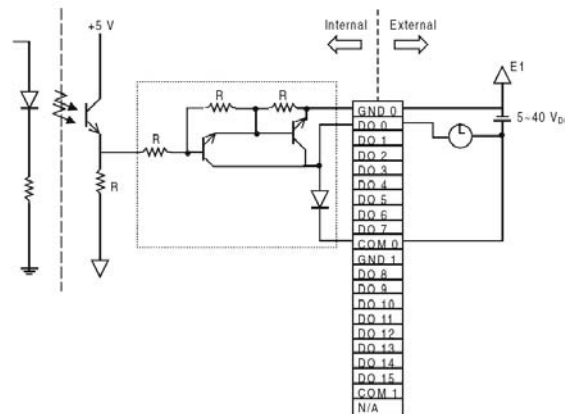 Internal
External
+5 V
E1
R
R
R
R
5~40 V
GND 0
DO 0
DO 1
DO 2
DO 3
DO 4
DO 5
DO 6
DO 7
COM 0
GND 1
DO 8
DO 9
DO 10
DO 11
DO 12
DO 13
DO 14
DO 15
COM 1
N/A